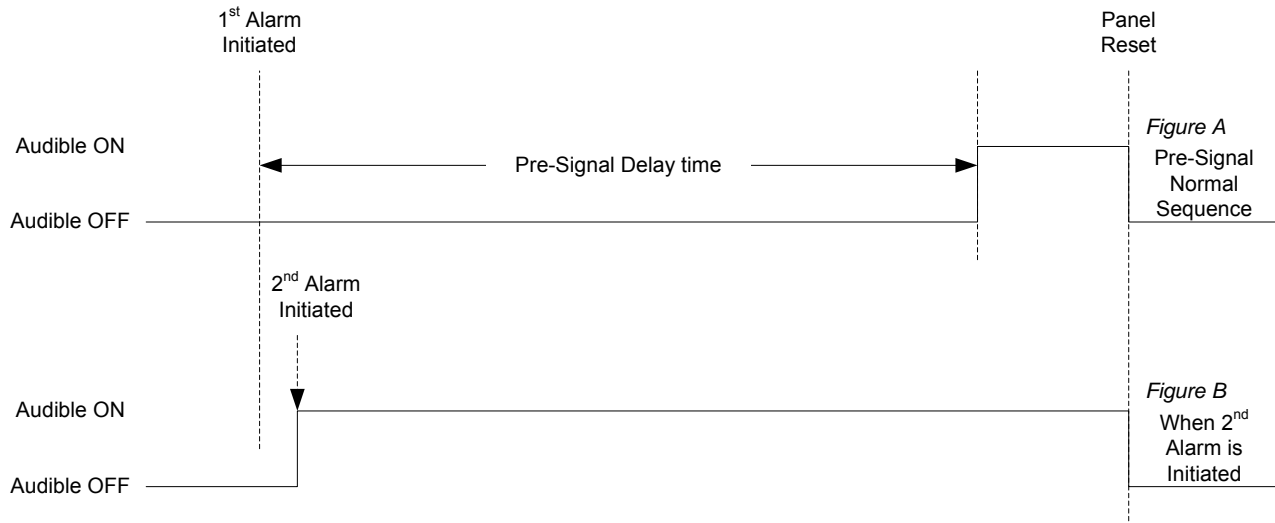 1st Alarm
Initiated
Panel
Reset
Audible ON
Pre-Signal Delay time
Figure A
Pre-Signal
Normal
Sequence
Audible OFF
2nd Alarm
Initiated
Audible ON
Figure B
When 2nd
Alarm is
Initiated
Audible OFF